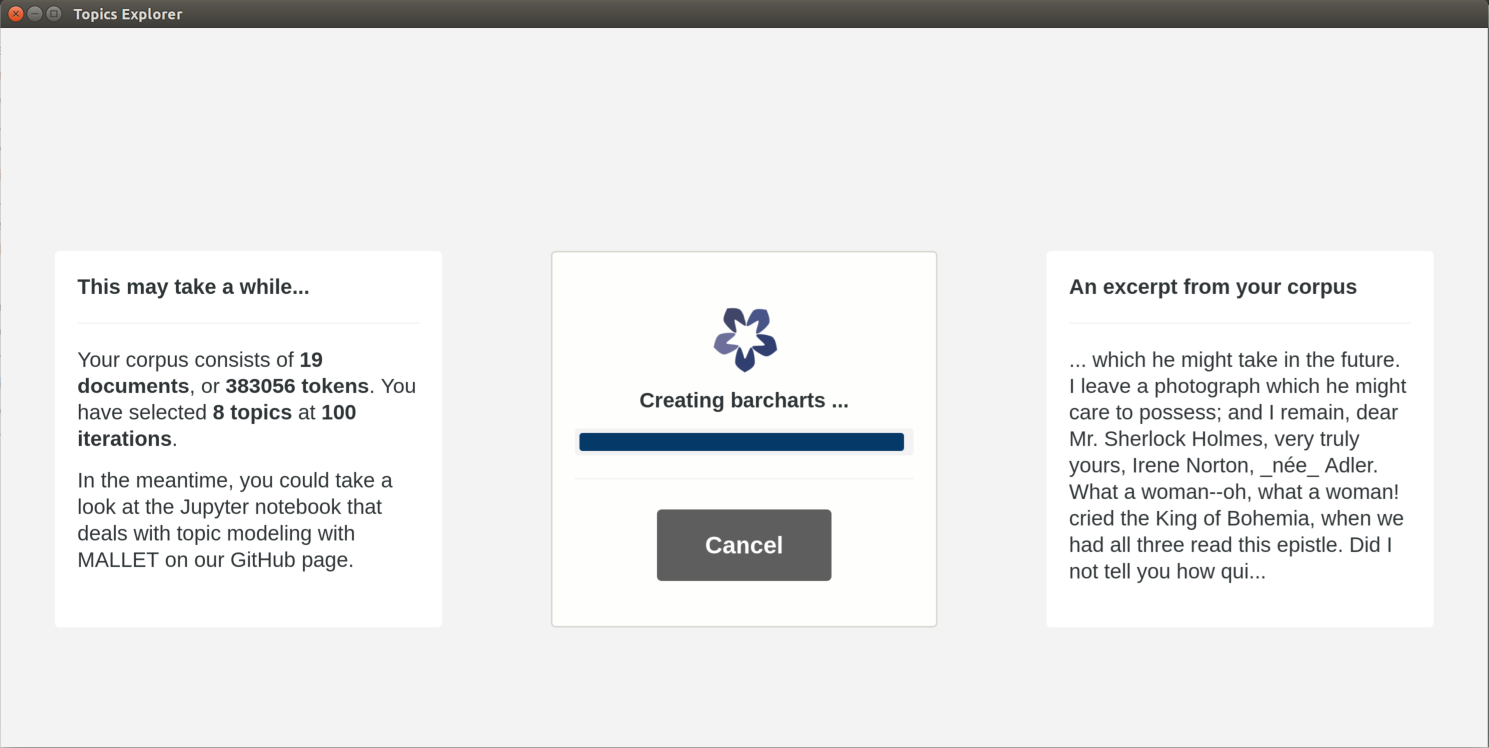 Topics Explorer
This may take a while...
Your corpus consists of 19
documents, or 383056 tokens. You
have selected 8 topics at 100
iterations.
In the meantime, you could take a
look at the Jupyter notebook that
deals with topic modeling with
MALLET on our GitHub page.
Creating barcharts ...
Cancel
An excerpt from your corpus
... which he might take in the future.
I leave a photograph which he might
care to possess; and I remain, dear
Mr. Sherlock Holmes, very truly
yours, Irene Norton, _née_ Adler.
What a woman--oh, what a woman!
cried the King of Bohemia, when we
had all three read this epistle. Did I
not tell you how qui...